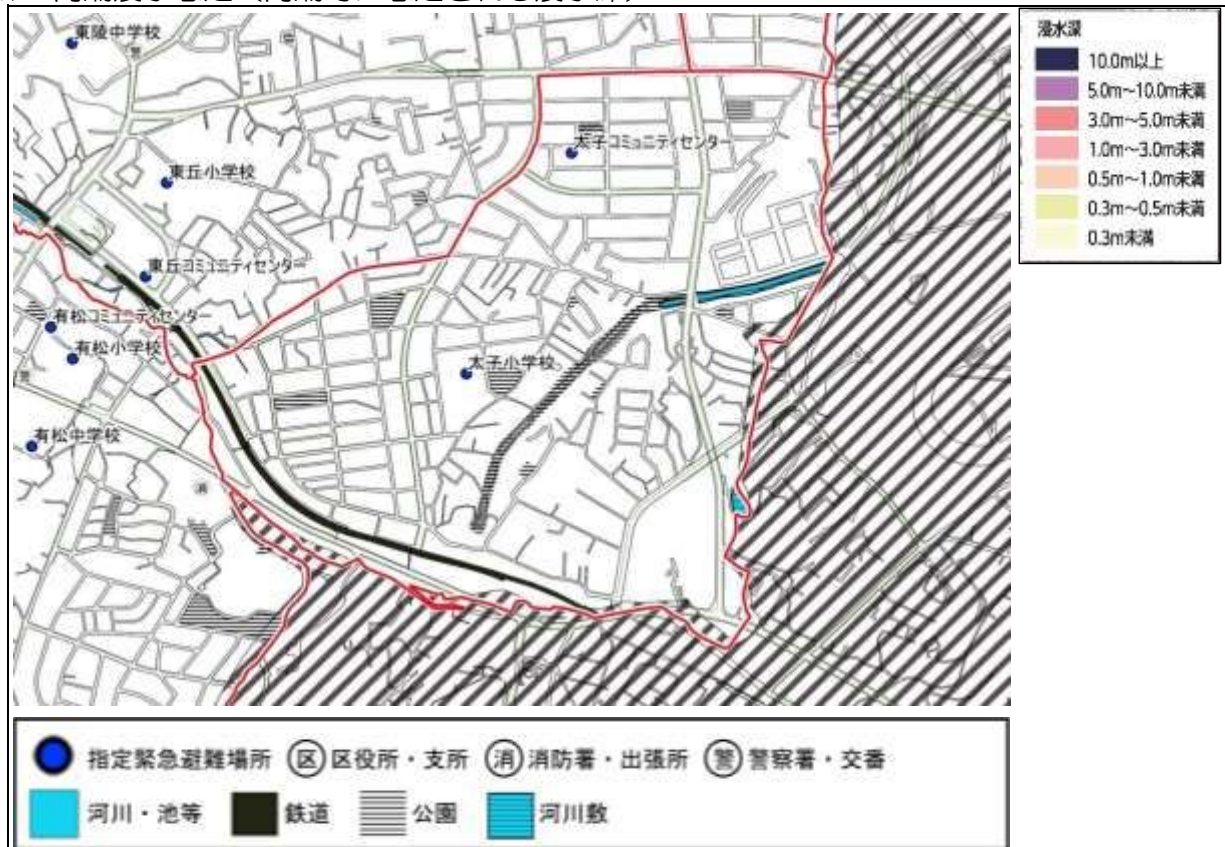 浸水深
10.0m以上
5.0m～10.0m未満
3.0m～5.0m未満
1.0m～3.0m未満
0.5m～1.0m未満
0.3m～0.5m未満
0.3m未満
東陵中学校
警
太子コミュニティセンター
東丘小学校
東丘コミュニティセンター
有松コミュニティセンター
有松小学校
太子小学校
有松中学校
消
指定緊急避難場所 区 区役所・支所 消 消防署・出張所 警 警察署・交番
河川・池等 鉄道 公園 河川敷